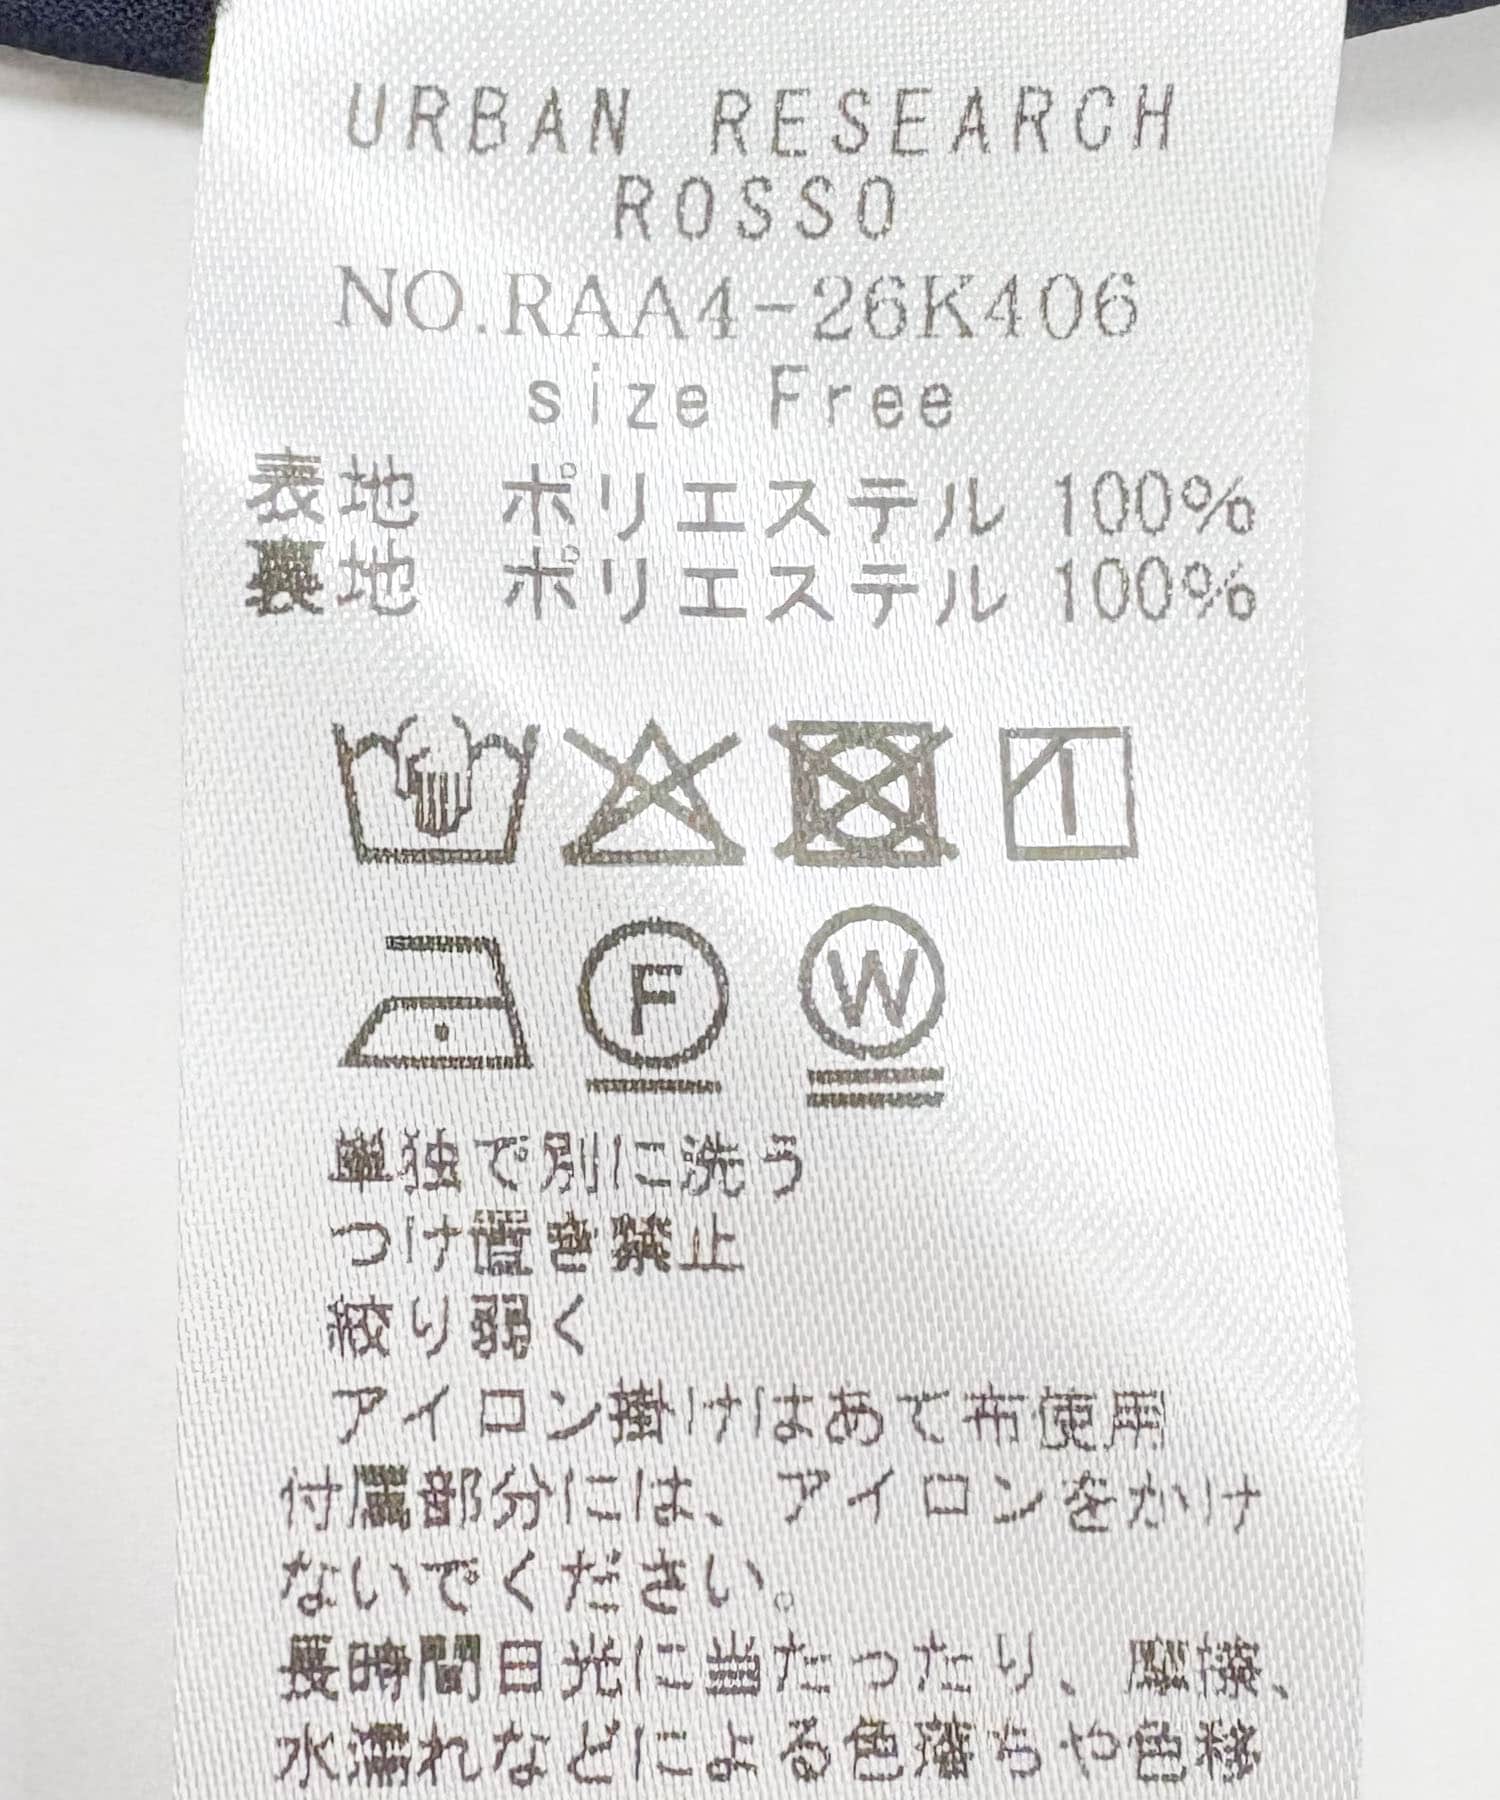 URBAN RESEARCH
ROSSO
NO.RAA4-26K406
size Free
表地 ポリエステル 100%
裏地 ポリエステル 100%
F
W
単独で別に洗う
つけ置き禁止
絞り弱く
アイロン掛けはあて布使用
付属部分には、アイロンをかけ
ないでください。
長時間日光に当たったり、摩擦、
水濡れなどによる色落ちや色移